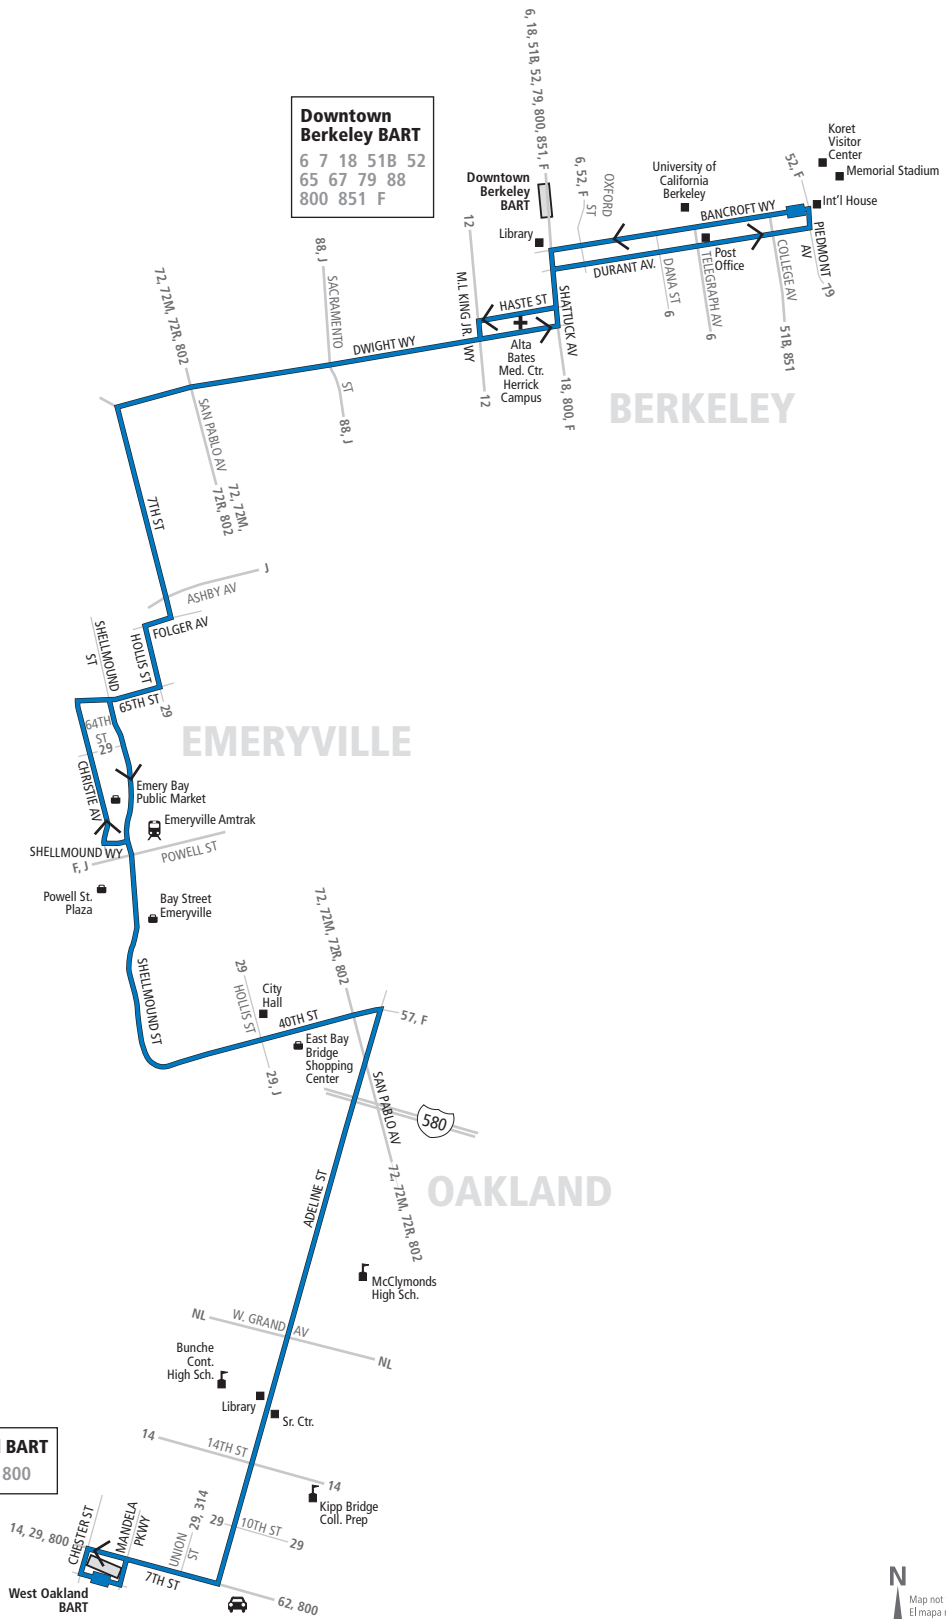 6, 18, 51B, 52, 79, 800, 851, F
Downtown
Berkeley BART
6 7 18 51B 52
65 67 79 88
800 851 F
Downtown
Berkeley
BART
Library
6, 52, F
OXFORD
ST
University of
California
Berkeley
52, F
Koret
Visitor
Center
Memorial Stadium
Int'l House
BANCROFT WY
Post
Office
DURANT AV.
DANA ST
6
TELEGRAPH AV
6
COLLEGE AV
51B, 851
PIEDMONT
AV
79
12
M.L KING JR. WY
12
HASTE ST
SHATTUCK AV
18, 800, F
Alta
Bates
Med. Ctr.
Herrick
Campus
88, J
SACRAMENTO
ST
88, J
DWIGHT WY
72, 72M, 72R, 802
SAN PABLO AV
72, 72M,
72R, 802
BERKELEY
7TH ST
J
ASHBY AV
FOLGER AV
HOLLIS ST
SHELLMOUND
ST
65TH ST
29
64TH
ST
29
EMERYVILLE
CHRISTIE AV
Emery Bay
Public Market
Emeryville Amtrak
SHELLMOUND WY
F, J
POWELL ST
Powell St.
Plaza
Bay Street
Emeryville
SHELLMOUND ST
72, 72M, 72R, 802
29
HOLLIS ST
29, J
City
Hall
40TH ST
57, F
East Bay
Bridge
Shopping
Center
SAN PABLO AV
580
72, 72M, 72R, 802
OAKLAND
ADELINE ST
McClymonds
High Sch.
NL
W. GRAND AV
NL
Bunche
Cont.
High Sch.
Library
Sr. Ctr.
14
14TH ST
14
BART
800
Kipp Bridge
Coll. Prep
29
10TH ST
29
29, 314
UNION
ST
MANDELA
PKWY
CHESTER ST
14, 29, 800
7TH ST
62, 800
West Oakland
BART
N
Map not
El mapa